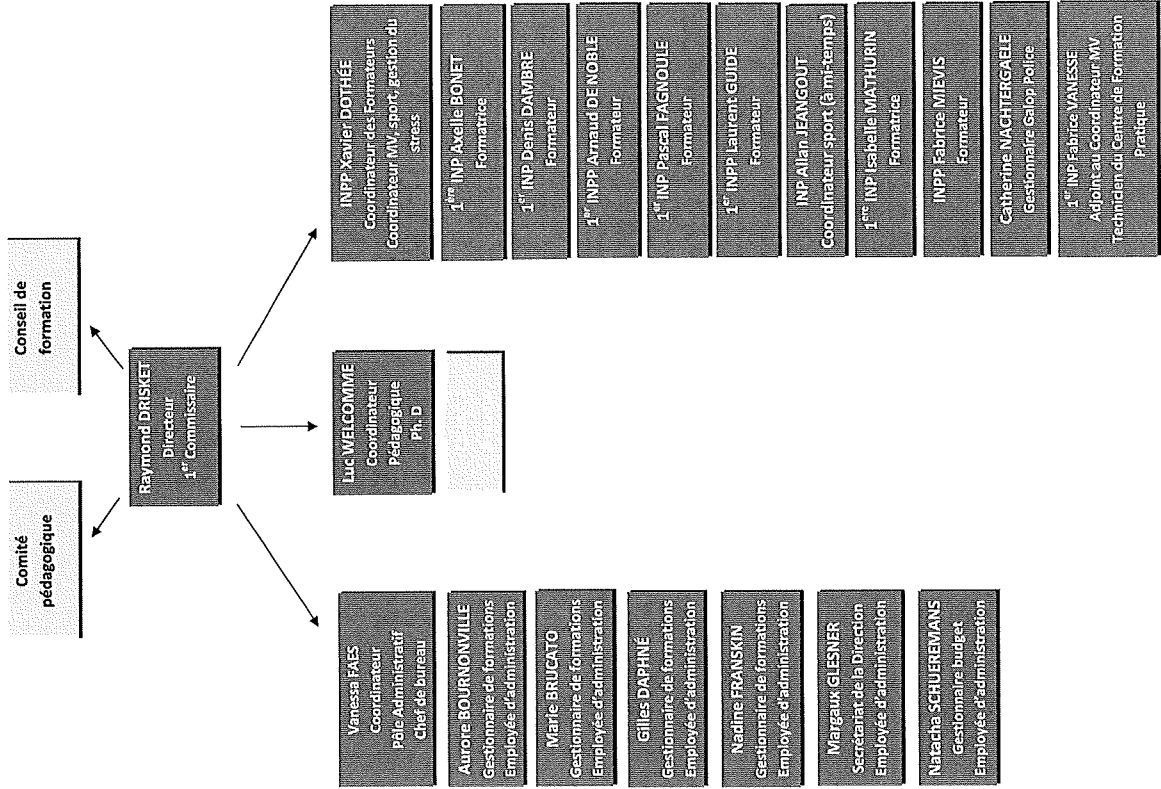 Comité
pédagogique
Conseil de
formation
Raymond DRISKET
Directeur
1er Commissaire
Vanessa FAES
Coordinateur
Pôle Administratif
Chef de bureau
Aurore BOURNONVILLE
Gestionnaire de formations
Employée d'administration
Marie BRUCATO
Gestionnaire de formations
Employée d'administration
Gilles DAPHNÉ
Gestionnaire de formations
Employée d'administration
Nadine FRANSKIN
Gestionnaire de formations
Employée d'administration
Margaux GLESNER
Secrétariat de la Direction
Employée d'administration
Natacha SCHUEREMANS
Gestionnaire budget
Employée d'administration
Luc WELCOMME
Coordinateur
Pédagogique
Ph. D
INPP Xavier DOTHÉE
Coordinateur des Formateurs
Coordinateur MV, sport, gestion du
stress
1ère INP Axelle BONET
Formatrice
1er INP Denis DAMBRE
Formateur
1er INPP Arnaud DE NOBLE
Formateur
1er INP Pascal FAGNOULE
Formateur
1er INPP Laurent GUIDE
Formateur
INP Allan JEANGOUT
Coordinateur sport (à mi-temps)
1ère INP Isabelle MATHURIN
Formatrice
INPP Fabrice MIEVIS
Formateur
Catherine NACHTERGAELE
Gestionnaire Galop Police
1er INP Fabrice VANESSE
Adjoint au Coordinateur MV
Technicien du Centre de Formation
Pratique